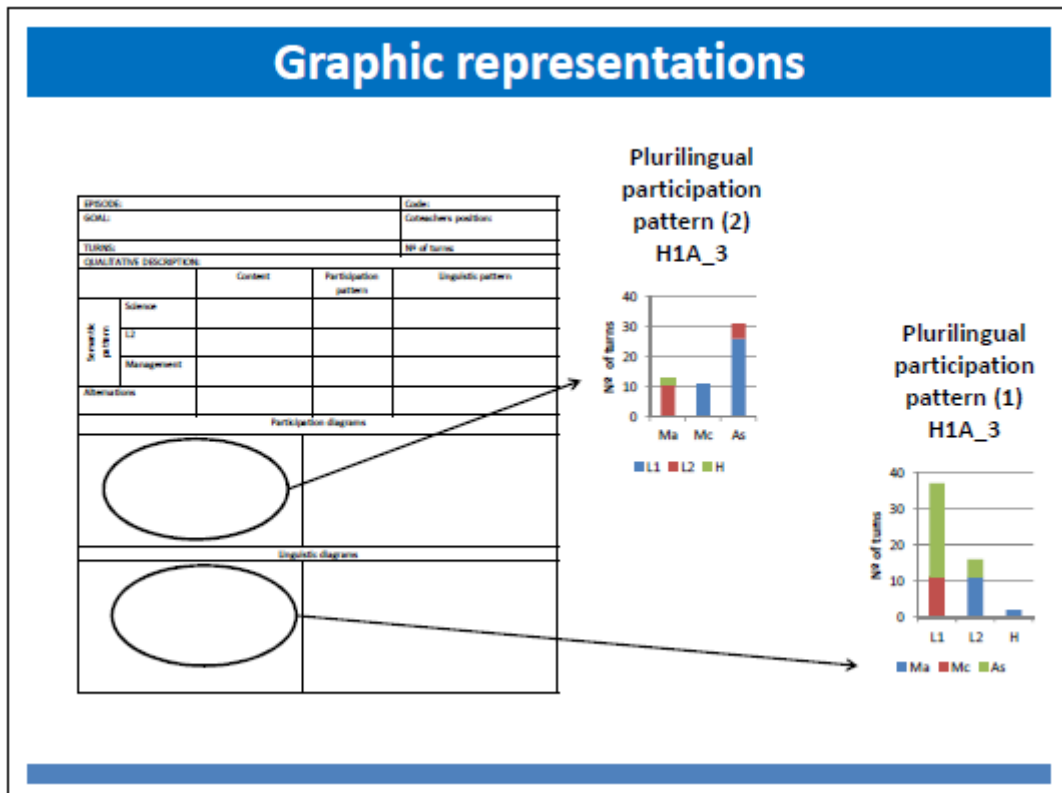 Graphic representations
EPISODE:
Code:
GOAL:
Coteachers position:
TURNS:
Nº of turns
QUALITATIVE DESCRIPTION:
Content
Participation
pattern
Linguistic pattern
Semantic
pattern
Science
L2
Management
Alternations
Participation diagrams
Linguistic diagrams
Plurilingual
participation
pattern (2)
H1A_3
40
30
20
10
0
Nº of turns
Ma Mc As
L1 L2 H
Plurilingual
participation
pattern (1)
H1A_3
40
30
20
10
0
Nº of turns
L1 L2 H
Ma Mc As